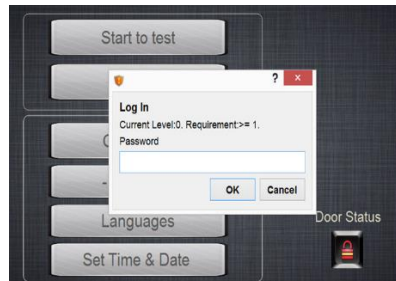 Start to test
?
×
Log In
Current Level:0. Requirement:>= 1.
Password
OK
Cancel
Languages
Door Status
Set Time & Date